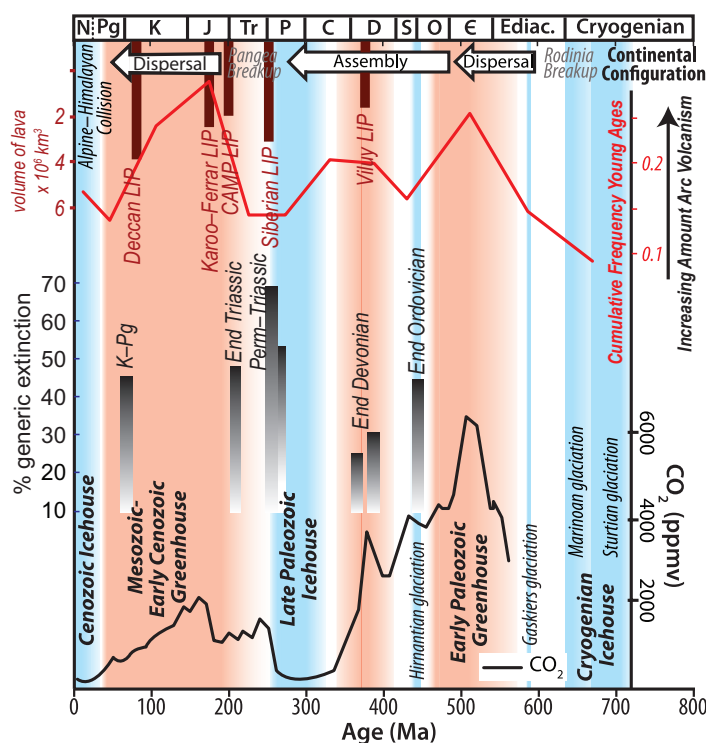 N Pg K J Tr P C D S O Є Ediac. Cryogenian
Alpine–Himalayan
Collision
Dispersal
Pangea
Breakup
Assembly
Dispersal
Rodinia
Breakup
Continental
Configuration
volume of lava
x 10⁶ km³
2
4
6
Deccan LIP
Karoo–Ferrar LIP
CAMP LIP
Siberian LIP
Viluy LIP
0.2
0.1
Cumulative Frequency Young Ages
Increasing Amount Arc Volcanism
% generic extinction
70
60
50
40
30
20
10
K–Pg
End Triassic
Perm–Triassic
End Devonian
End Ordovician
6000
4000
2000
CO₂ (ppmv)
Cenozoic Icehouse
Mesozoic-
Early Cenozoic
Greenhouse
Late Paleozoic
Icehouse
Hirnantian glaciation
Early Paleozoic
Greenhouse
Gaskiers glaciation
Marinoan glaciation
Sturtian glaciation
Cryogenian
Icehouse
CO₂
0 100 200 300 400 500 600 700 800
Age (Ma)